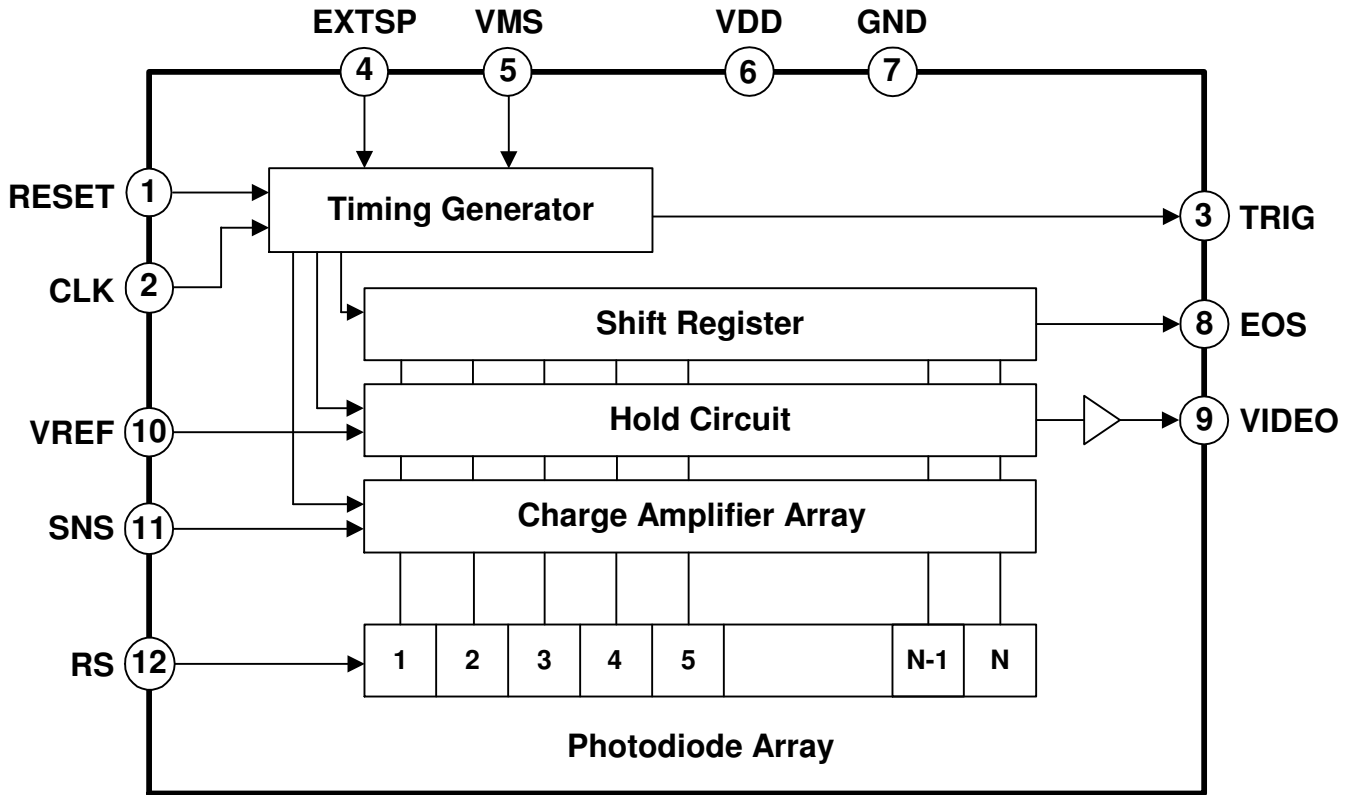 EXTSP VMS VDD GND
4 5 6 7
RESET 1
Timing Generator
3 TRIG
CLK 2
Shift Register
8 EOS
VREF 10
Hold Circuit
9 VIDEO
SNS 11
Charge Amplifier Array
RS 12
1 2 3 4 5 N-1 N
Photodiode Array